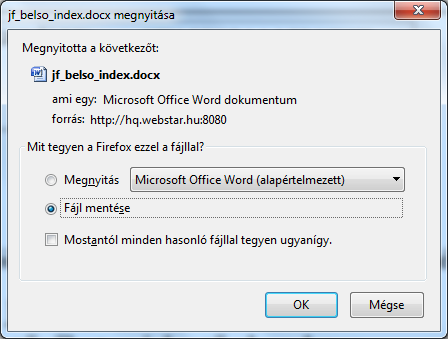 jf_belso_index.docx megnyitása
Megnyitotta a következőt:
jf_belso_index.docx
ami egy: Microsoft Office Word dokumentum
forrás: http://hq.webstar.hu:8080
Mit tegyen a Firefox ezzel a fájllal?
Megnyitás Microsoft Office Word (alapértelmezett)
Fájl mentése
Mostantól minden hasonló fájllal tegyen ugyanígy.
OK Mégse